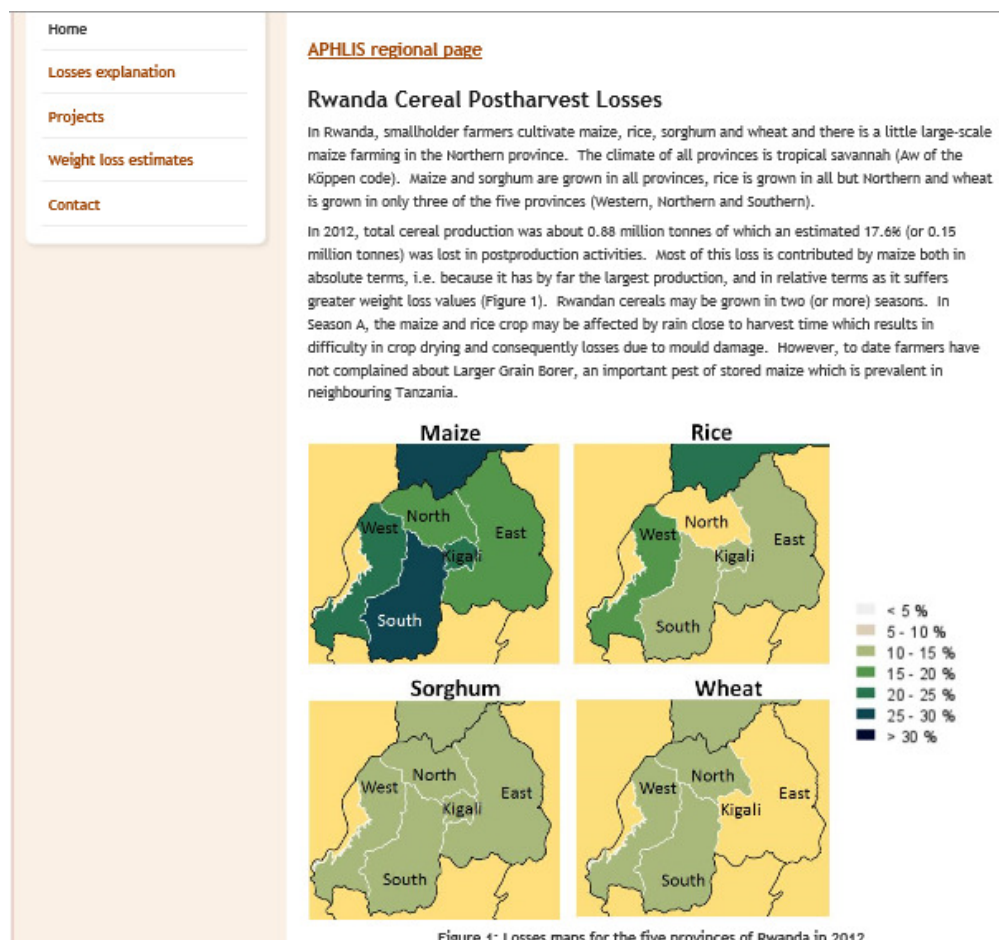 Home
Losses explanation
Projects
Weight loss estimates
Contact
APHLIS regional page
Rwanda Cereal Postharvest Losses
In Rwanda, smallholder farmers cultivate maize, rice, sorghum and wheat and there is a little large-scale
maize farming in the Northern province. The climate of all provinces is tropical savannah (Aw of the
Köppen code). Maize and sorghum are grown in all provinces, rice is grown in all but Northern and wheat
is grown in only three of the five provinces (Western, Northern and Southern).
In 2012, total cereal production was about 0.88 million tonnes of which an estimated 17.6% (or 0.15
million tonnes) was lost in postproduction activities. Most of this loss is contributed by maize both in
absolute terms, i.e. because it has by far the largest production, and in relative terms as it suffers
greater weight loss values (Figure 1). Rwandan cereals may be grown in two (or more) seasons. In
Season A, the maize and rice crop may be affected by rain close to harvest time which results in
difficulty in crop drying and consequently losses due to mould damage. However, to date farmers have
not complained about Larger Grain Borer, an important pest of stored maize which is prevalent in
neighbouring Tanzania.
Maize
North
West
East
Kigali
South
Rice
North
West
East
Kigali
South
< 5 %
5 - 10 %
10 - 15 %
15 - 20 %
20 - 25 %
25 - 30 %
> 30 %
Sorghum
North
West
East
Kigali
South
Wheat
North
West
East
Kigali
South
Figure 1: Losses maps for the five provinces of Rwanda in 2012